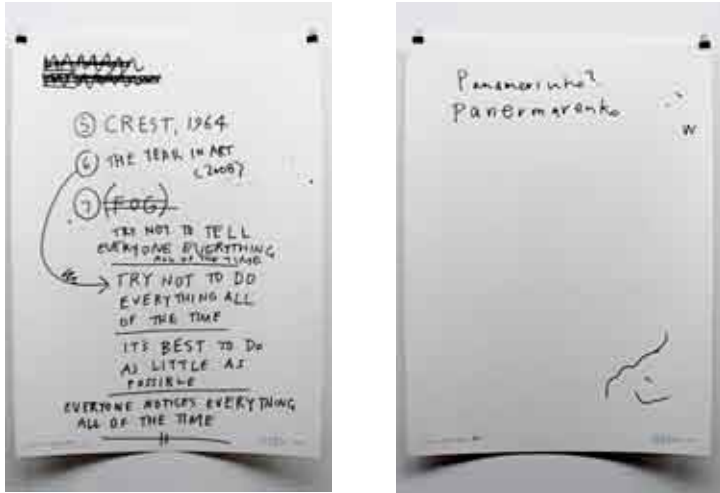 ⑤ CREST, 1964
⑥ THE YEAR IN ART
(2008)
⑦ (FOG)
TRY NOT TO TELL
EVERYONE EVERYTHING
ALL OF THE TIME
TRY NOT TO DO
EVERYTHING ALL
OF THE TIME
IT'S BEST TO DO
AS LITTLE AS
POSSIBLE
EVERYONE NOTICES EVERYTHING
ALL OF THE TIME
Panamarinko?
Panermarenko
W